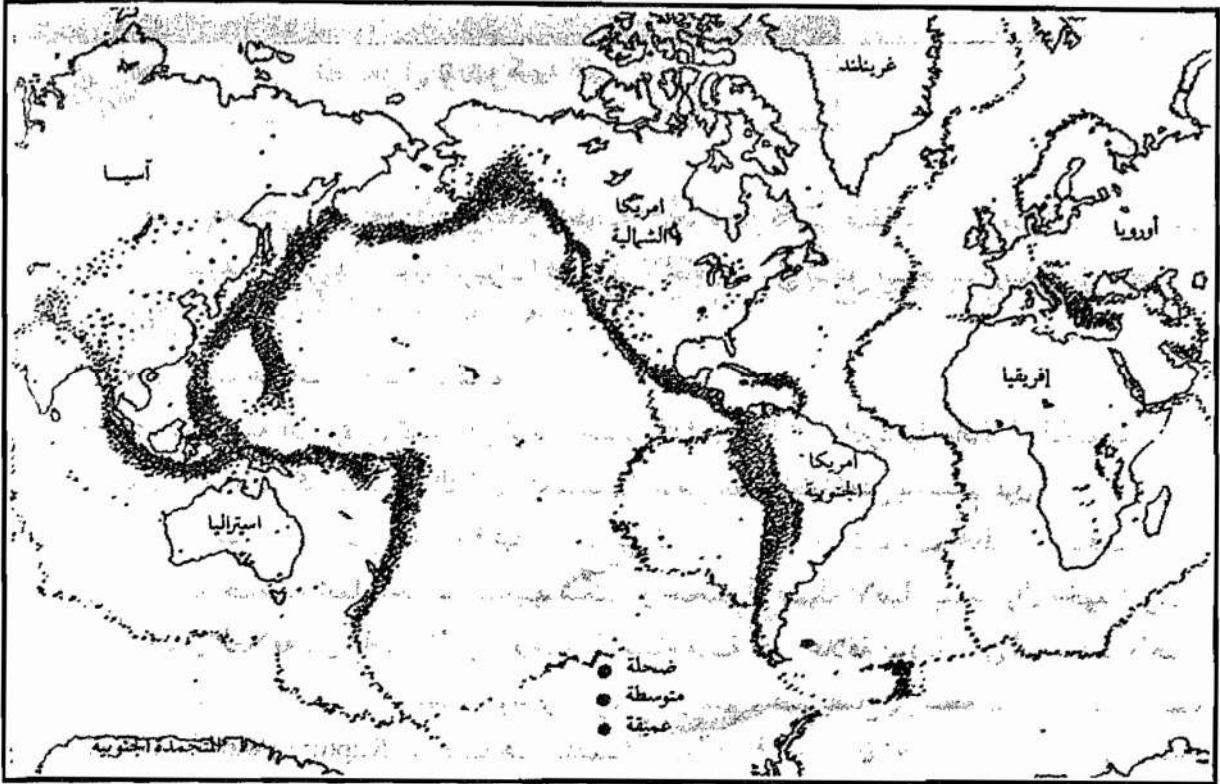 غرينلند
آسيا
امريكا
الشمالية
أوروبا
إفريقيا
امريكا
الجنوبية
استراليا
ضحلة
متوسطة
عميقة
المتجمدة الجنوبية